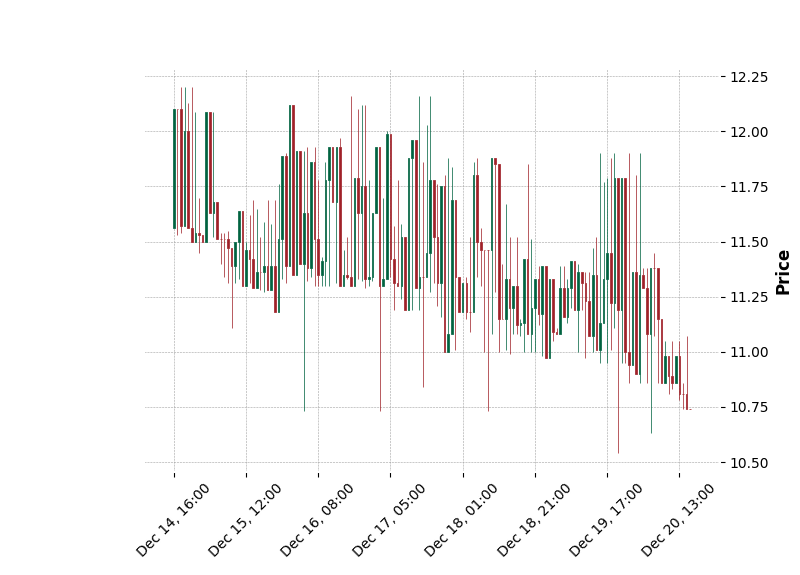 12.25
12.00
11.75
11.50
11.25
11.00
10.75
10.50
Price
Dec 14, 16:00
Dec 15, 12:00
Dec 16, 08:00
Dec 17, 05:00
Dec 18, 01:00
Dec 18, 21:00
Dec 19, 17:00
Dec 20, 13:00